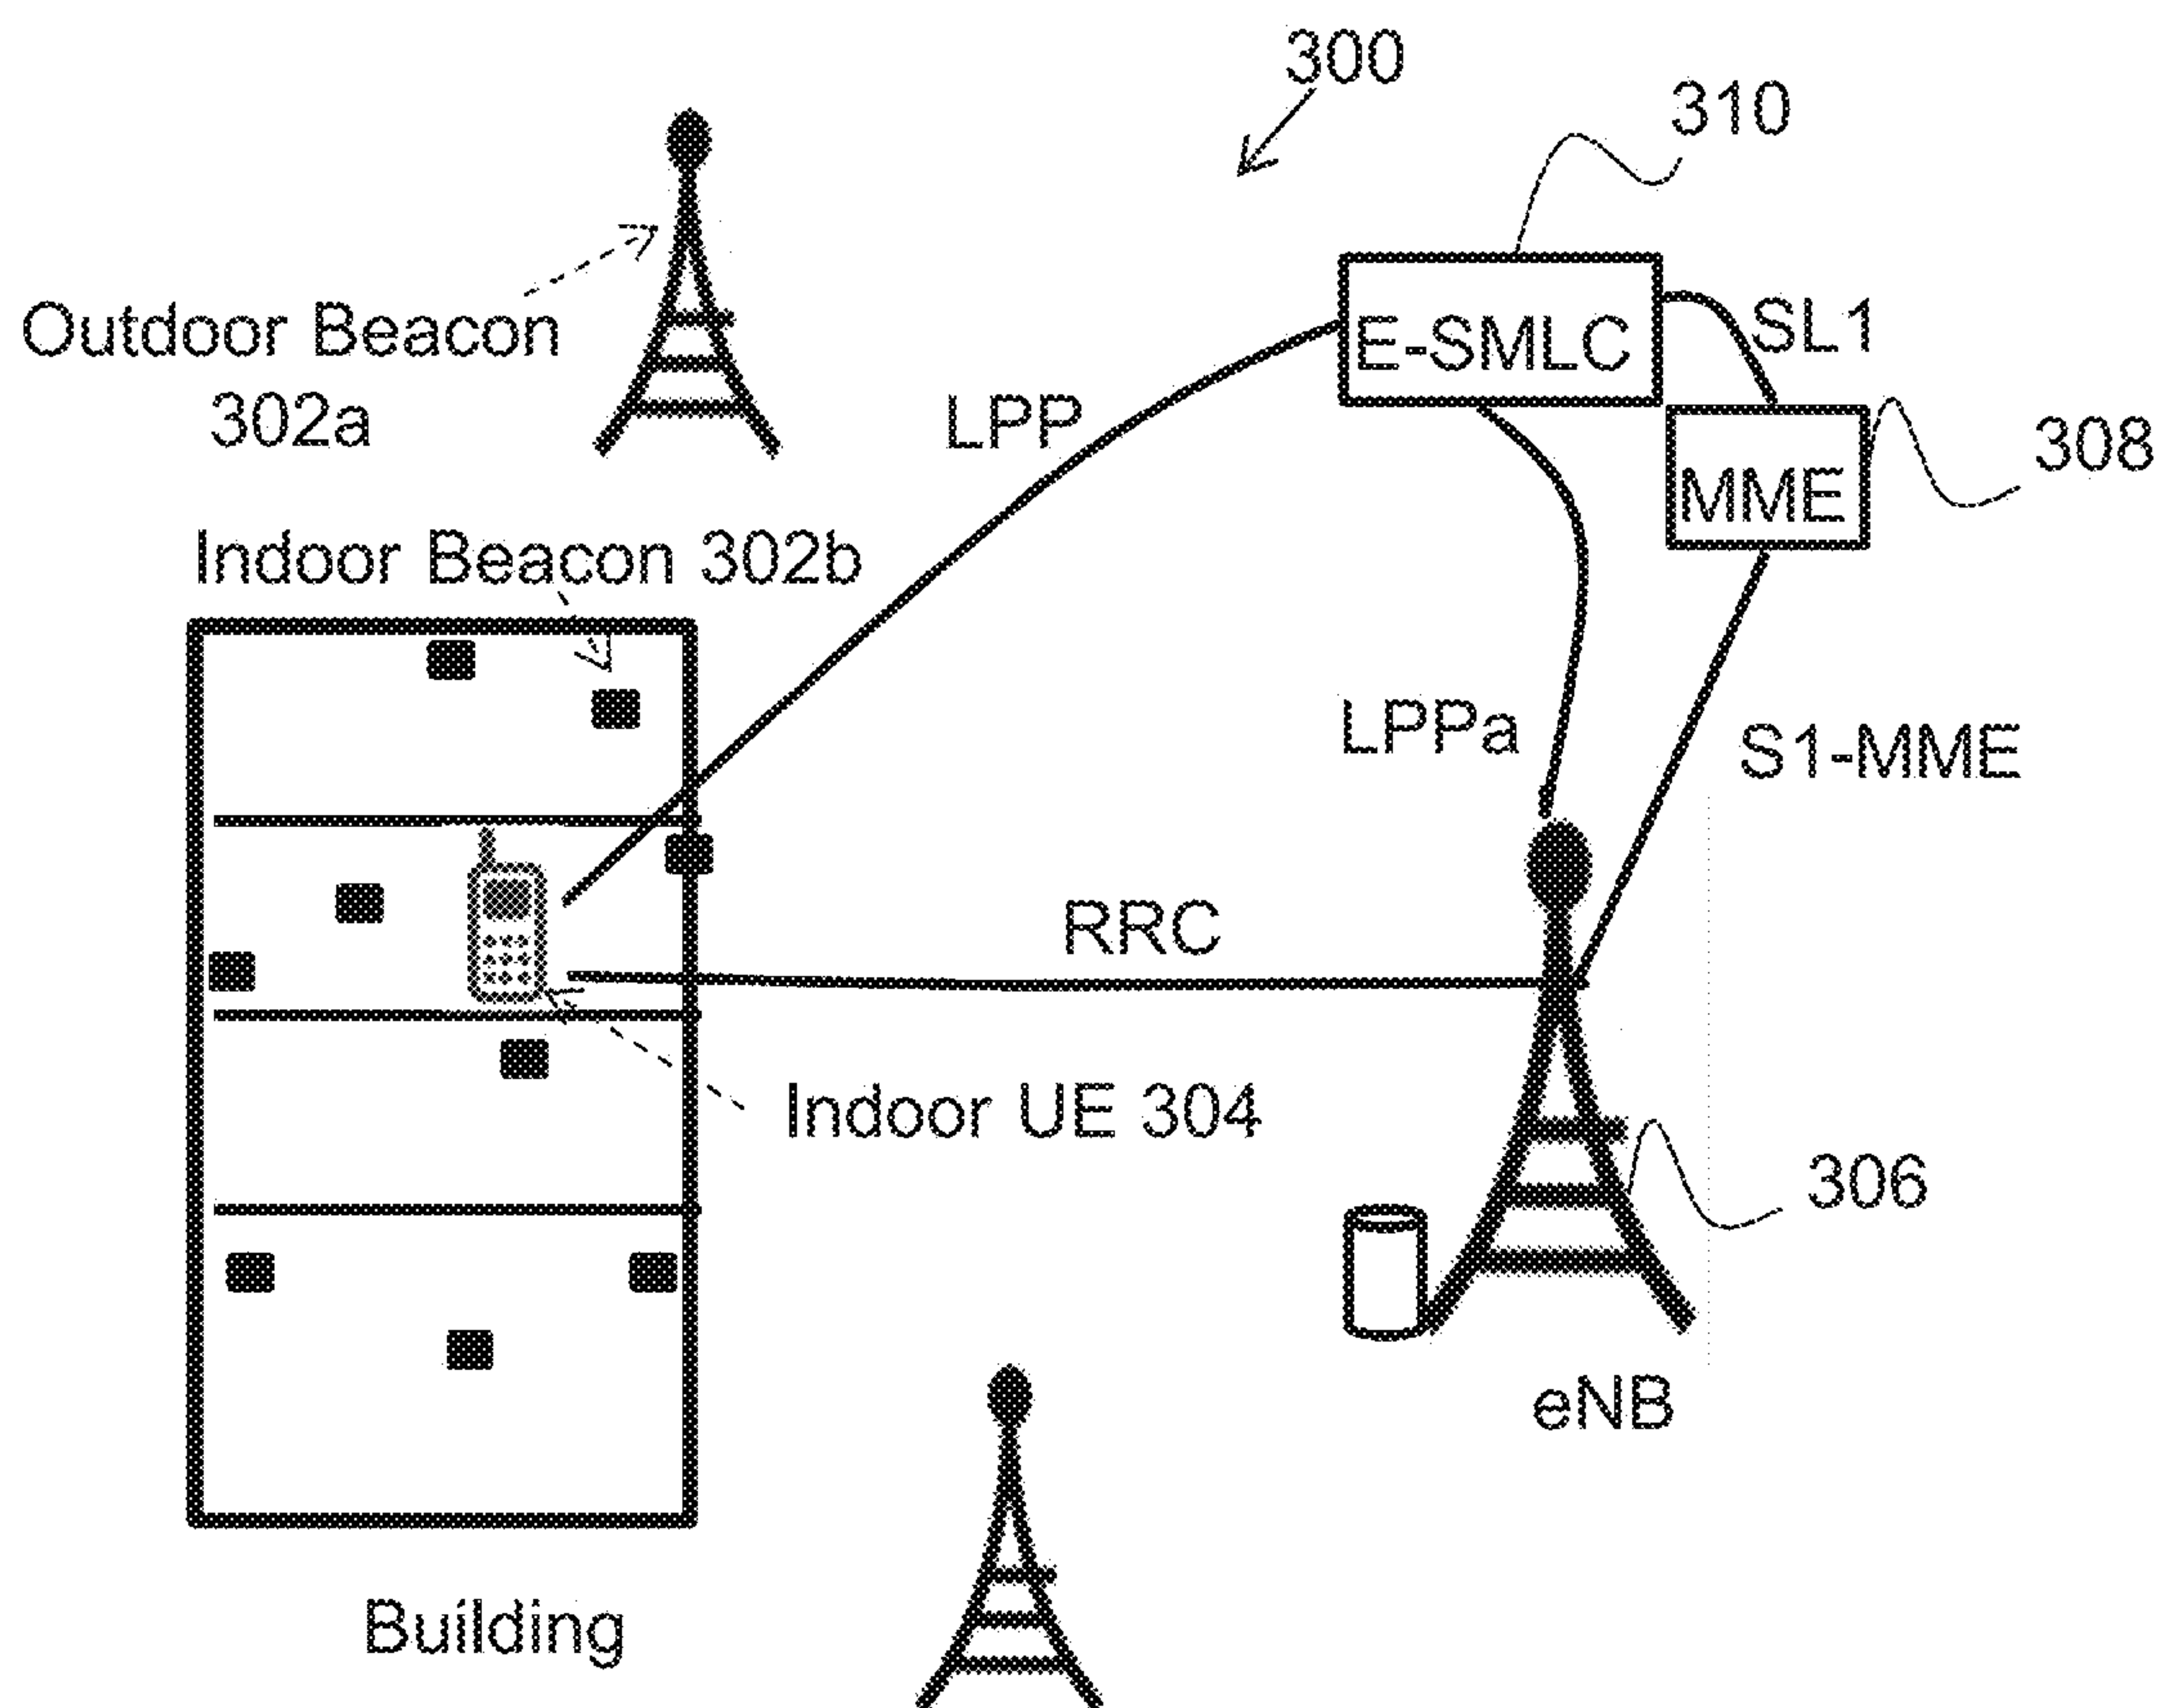 300
310
Outdoor Beacon
302a
E-SMLC
SL1
LPP
MME
308
Indoor Beacon 302b
LPPa
S1-MME
RRC
Indoor UE 304
306
eNB
Building